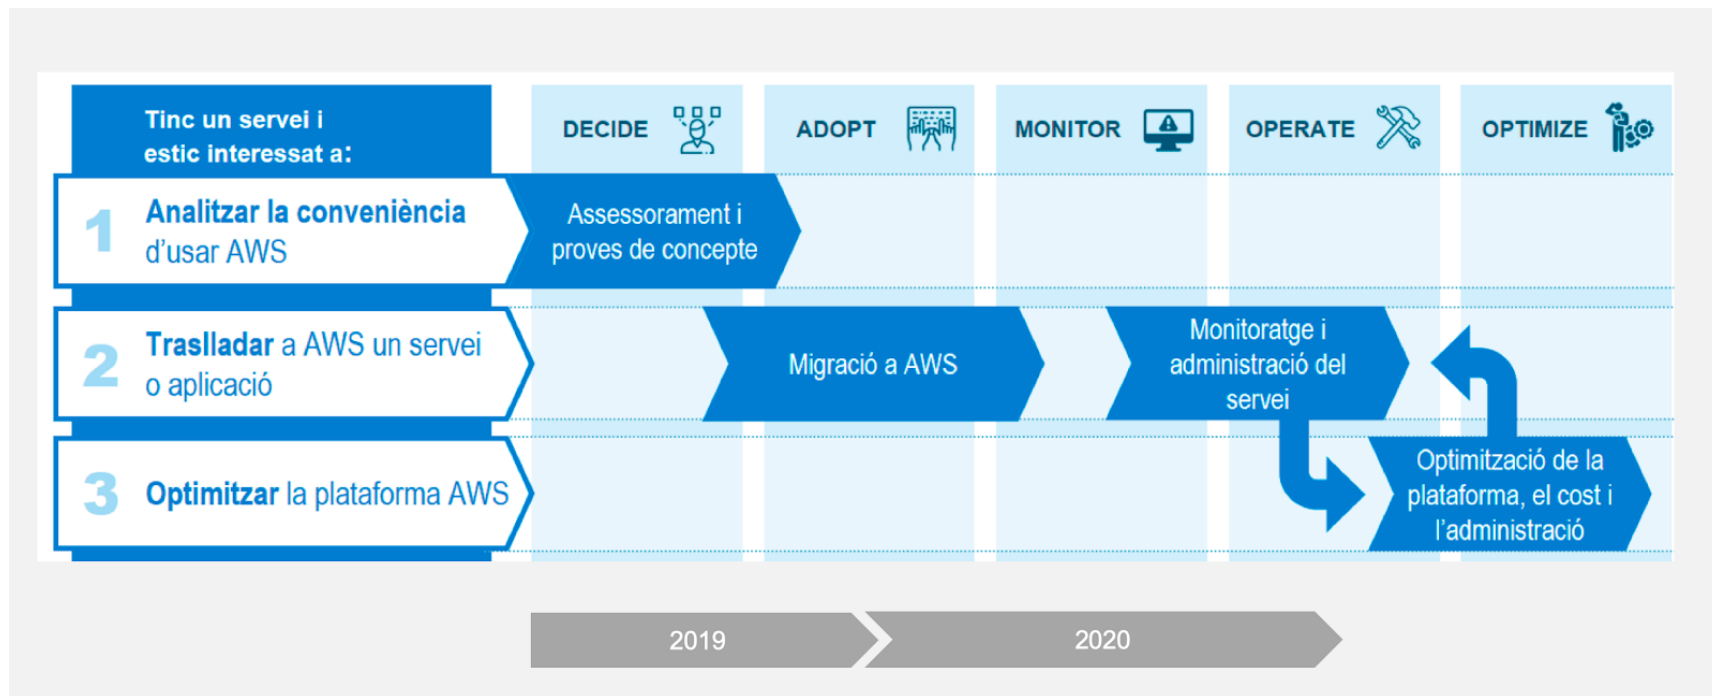 Tinc un servei i
estic interessat a:
DECIDE
ADOPT
MONITOR
OPERATE
OPTIMIZE
1
Analitzar la conveniència
d'usar AWS
Assessorament i
proves de concepte
2
Traslladar a AWS un servei
o aplicació
Migració a AWS
Monitoratge i
administració del
servei
3
Optimitzar la plataforma AWS
Optimització de la
plataforma, el cost i
l'administració
2019
2020